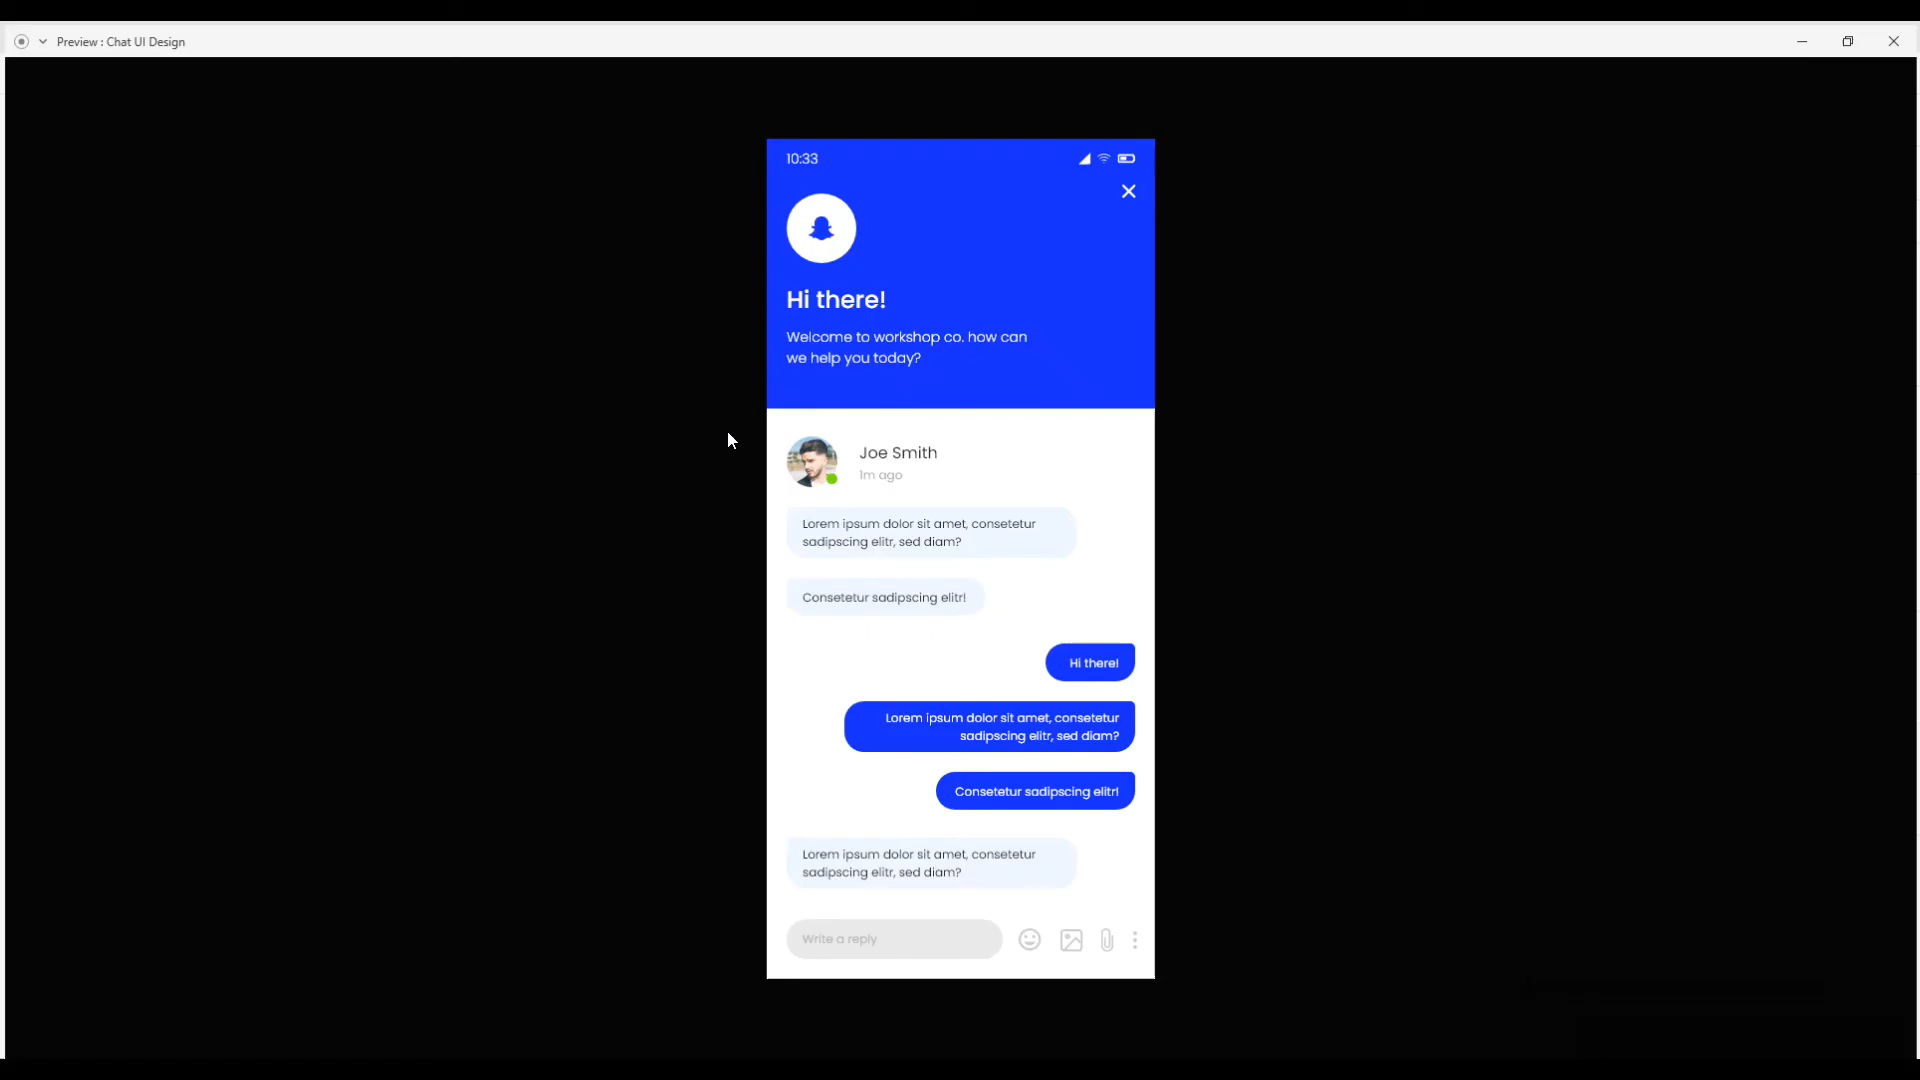 Preview : Chat UI Design
10:33
Hi there!
Welcome to workshop co. how can
we help you today?
Joe Smith
1m ago
Lorem ipsum dolor sit amet, consetetur
sadipscing elitr, sed diam?
Consetetur sadipscing elitr!
Hi there!
Lorem ipsum dolor sit amet, consetetur
sadipscing elitr, sed diam?
Consetetur sadipscing elitr!
Lorem ipsum dolor sit amet, consetetur
sadipscing elitr, sed diam?
Write a reply